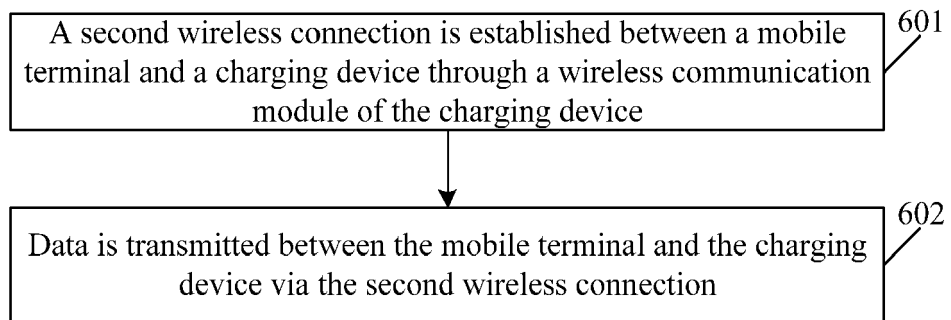 A second wireless connection is established between a mobile
terminal and a charging device through a wireless communication
module of the charging device
601
Data is transmitted between the mobile terminal and the charging
device via the second wireless connection
602